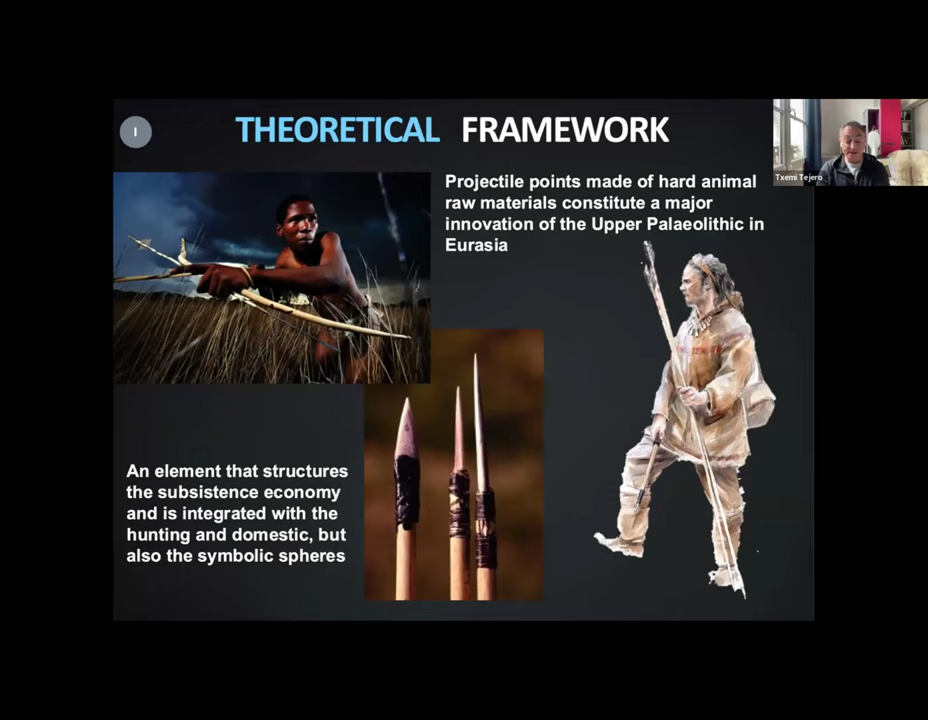 I
THEORETICAL FRAMEWORK
Projectile points made of hard animal
raw materials constitute a major
innovation of the Upper Palaeolithic in
Eurasia
Txemi Tejero
An element that structures
the subsistence economy
and is integrated with the
hunting and domestic, but
also the symbolic spheres